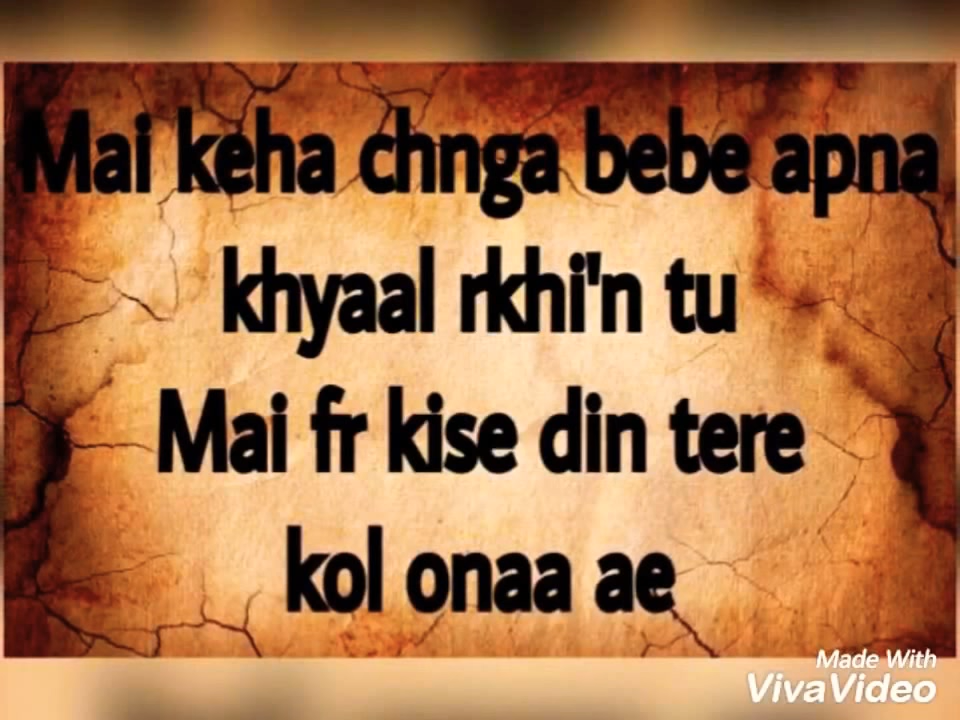 Mai keha chnga bebe apna
khyaal rkhi'n tu
Mai fr kise din tere
kol onaa ae
Made With
VivaVideo